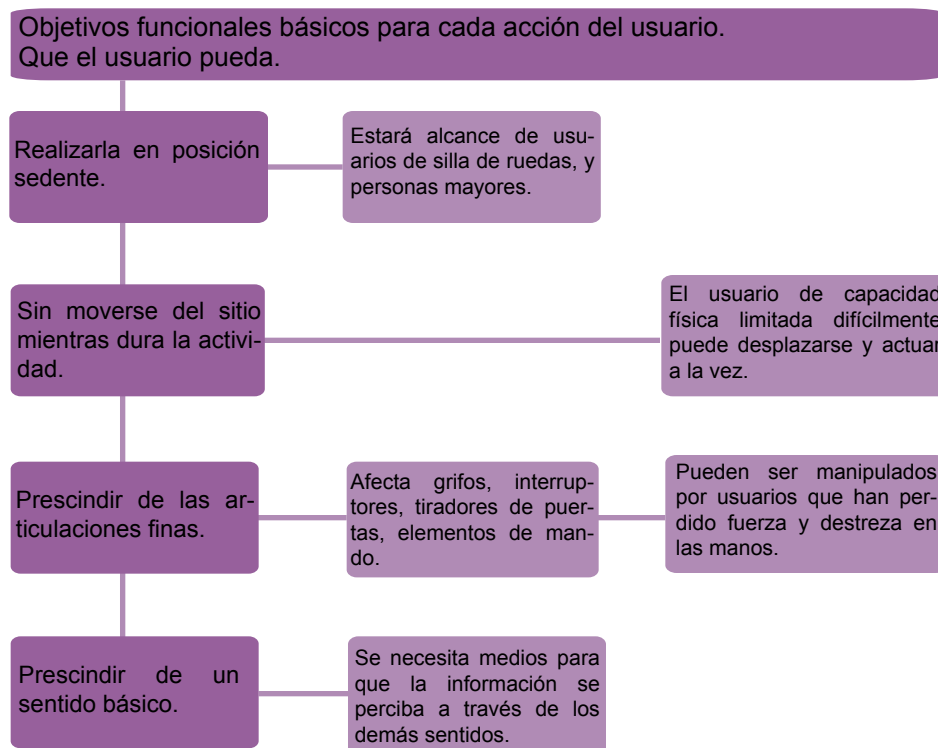 Objetivos funcionales básicos para cada acción del usuario.
Que el usuario pueda.
Realizarla en posición
sedente.
Estará alcance de usu-
arios de silla de ruedas, y
personas mayores.
Sin moverse del sitio
mientras dura la activi-
dad.
El usuario de capacidad
física limitada difícilmente
puede desplazarse y actuar
a la vez.
Prescindir de las ar-
ticulaciones finas.
Afecta grifos, interrup-
tores, tiradores de puer-
tas, elementos de man-
do.
Pueden ser manipulados
por usuarios que han per-
dido fuerza y destreza en
las manos.
Prescindir de un
sentido básico.
Se necesita medios para
que la información se
perciba a través de los
demás sentidos.